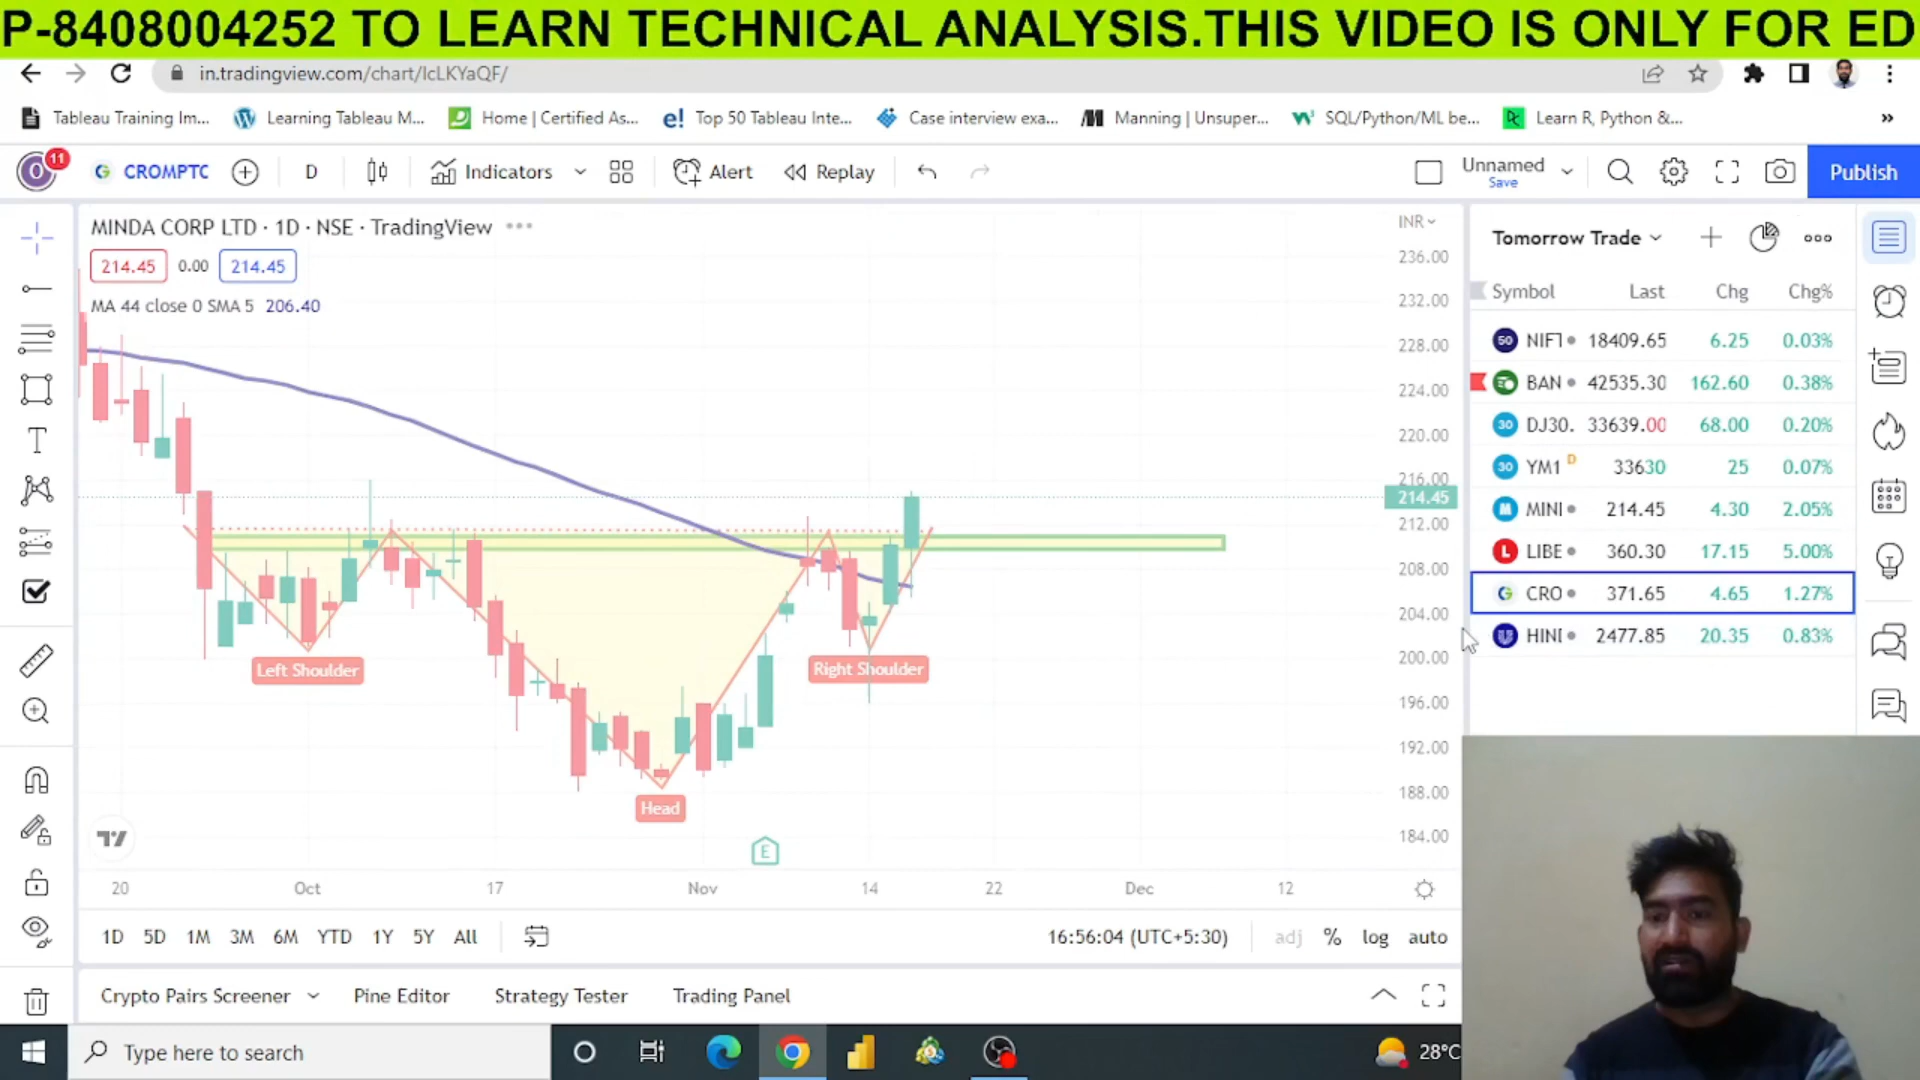 P-8408004252 TO LEARN TECHNICAL ANALYSIS.THIS VIDEO IS ONLY FOR ED
in.tradingview.com/chart/IcLKYaQF/
Tableau Training Im... Learning Tableau M... Home | Certified As... Top 50 Tableau Inte... Case interview exa... Manning | Unsuper... SQL/Python/ML be... Learn R, Python &... »
O 11 CROMPTC D Indicators Alert Replay Unnamed Save Publish
MINDA CORP LTD · 1D · NSE · TradingView
214.45 0.00 214.45
MA 44 close 0 SMA 5 206.40
INR
236.00
232.00
228.00
224.00
220.00
216.00
214.45
212.00
208.00
204.00
200.00
196.00
192.00
188.00
184.00
Left Shoulder
Right Shoulder
Head
E
20 Oct 17 Nov 14 22 Dec 12
1D 5D 1M 3M 6M YTD 1Y 5Y All 16:56:04 (UTC+5:30) adj % log auto
Crypto Pairs Screener Pine Editor Strategy Tester Trading Panel
Tomorrow Trade
Symbol Last Chg Chg%
50 NIFT 18409.65 6.25 0.03%
BAN 42535.30 162.60 0.38%
30 DJ30. 33639.00 68.00 0.20%
30 YM1 D 33630 25 0.07%
MINI 214.45 4.30 2.05%
L LIBE 360.30 17.15 5.00%
CRO 371.65 4.65 1.27%
HINI 2477.85 20.35 0.83%
Type here to search 28°C